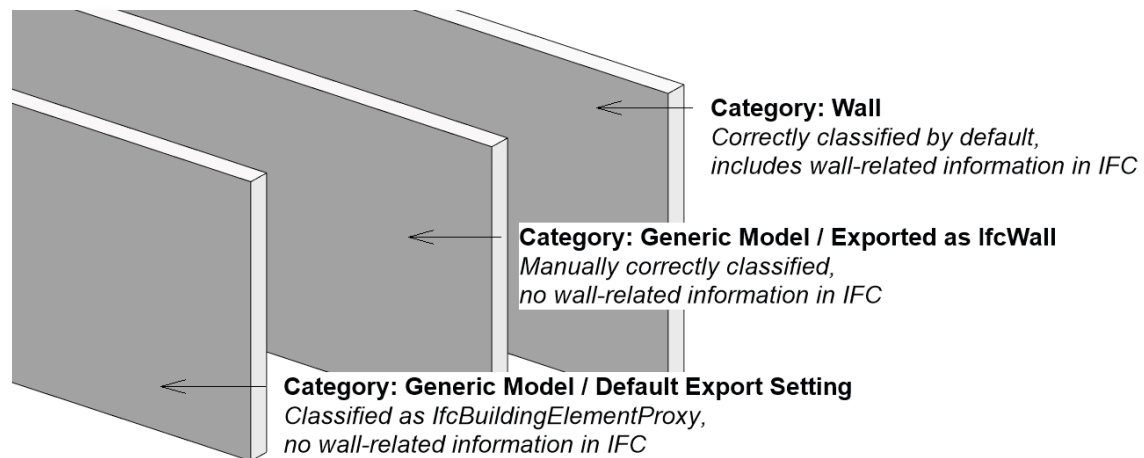 Category: Wall
Correctly classified by default,
includes wall-related information in IFC
Category: Generic Model / Exported as IfcWall
Manually correctly classified,
no wall-related information in IFC
Category: Generic Model / Default Export Setting
Classified as IfcBuildingElementProxy,
no wall-related information in IFC